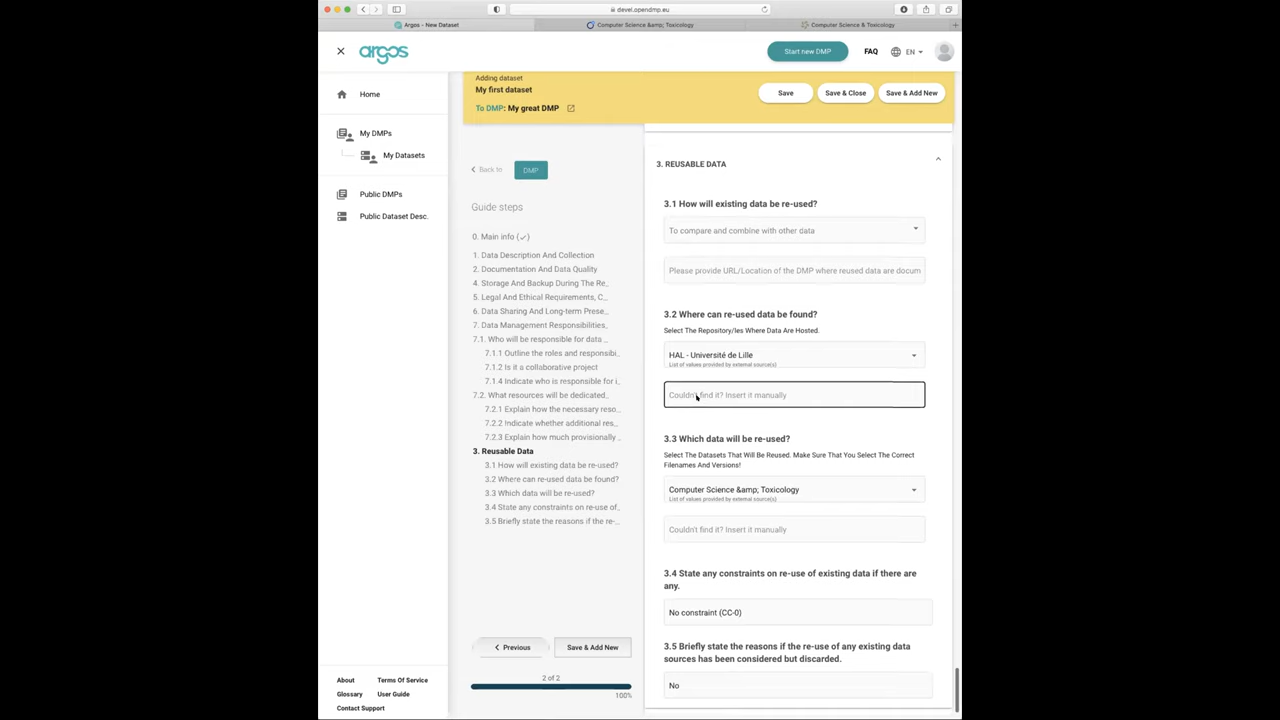 devel.opendmp.eu
Argos - New Dataset
Computer Science &amp; Toxicology
Computer Science & Toxicology
argos
Start new DMP
FAQ
EN
Home
My DMPs
My Datasets
Public DMPs
Public Dataset Desc.
Adding dataset
My first dataset
To DMP: My great DMP
Save
Save & Close
Save & Add New
Back to
DMP
Guide steps
0. Main info (✓)
1. Data Description And Collection
2. Documentation And Data Quality
4. Storage And Backup During The Re...
5. Legal And Ethical Requirements, C...
6. Data Sharing And Long-term Prese...
7. Data Management Responsibilities...
7.1. Who will be responsible for data...
7.1.1 Outline the roles and responsibi...
7.1.2 Is it a collaborative project
7.1.4 Indicate who is responsible for i...
7.2. What resources will be dedicated...
7.2.1 Explain how the necessary reso...
7.2.2 Indicate whether additional res...
7.2.3 Explain how much provisionally ...
3. Reusable Data
3.1 How will existing data be re-used?
3.2 Where can re-used data be found?
3.3 Which data will be re-used?
3.4 State any constraints on re-use of...
3.5 Briefly state the reasons if the re-...
Previous
Save & Add New
2 of 2
100%
3. REUSABLE DATA
3.1 How will existing data be re-used?
To compare and combine with other data
Please provide URL/Location of the DMP where reused data are docum
3.2 Where can re-used data be found?
Select The Repository/Ies Where Data Are Hosted.
HAL - Université de Lille
List of values provided by external source(s)
Couldn't find it? Insert it manually
3.3 Which data will be re-used?
Select The Datasets That Will Be Reused. Make Sure That You Select The Correct
Filenames And Versions!
Computer Science &amp; Toxicology
List of values provided by external source(s)
Couldn't find it? Insert it manually
3.4 State any constraints on re-use of existing data if there are
any.
No constraint (CC-0)
3.5 Briefly state the reasons if the re-use of any existing data
sources has been considered but discarded.
No
About
Terms Of Service
Glossary
User Guide
Contact Support